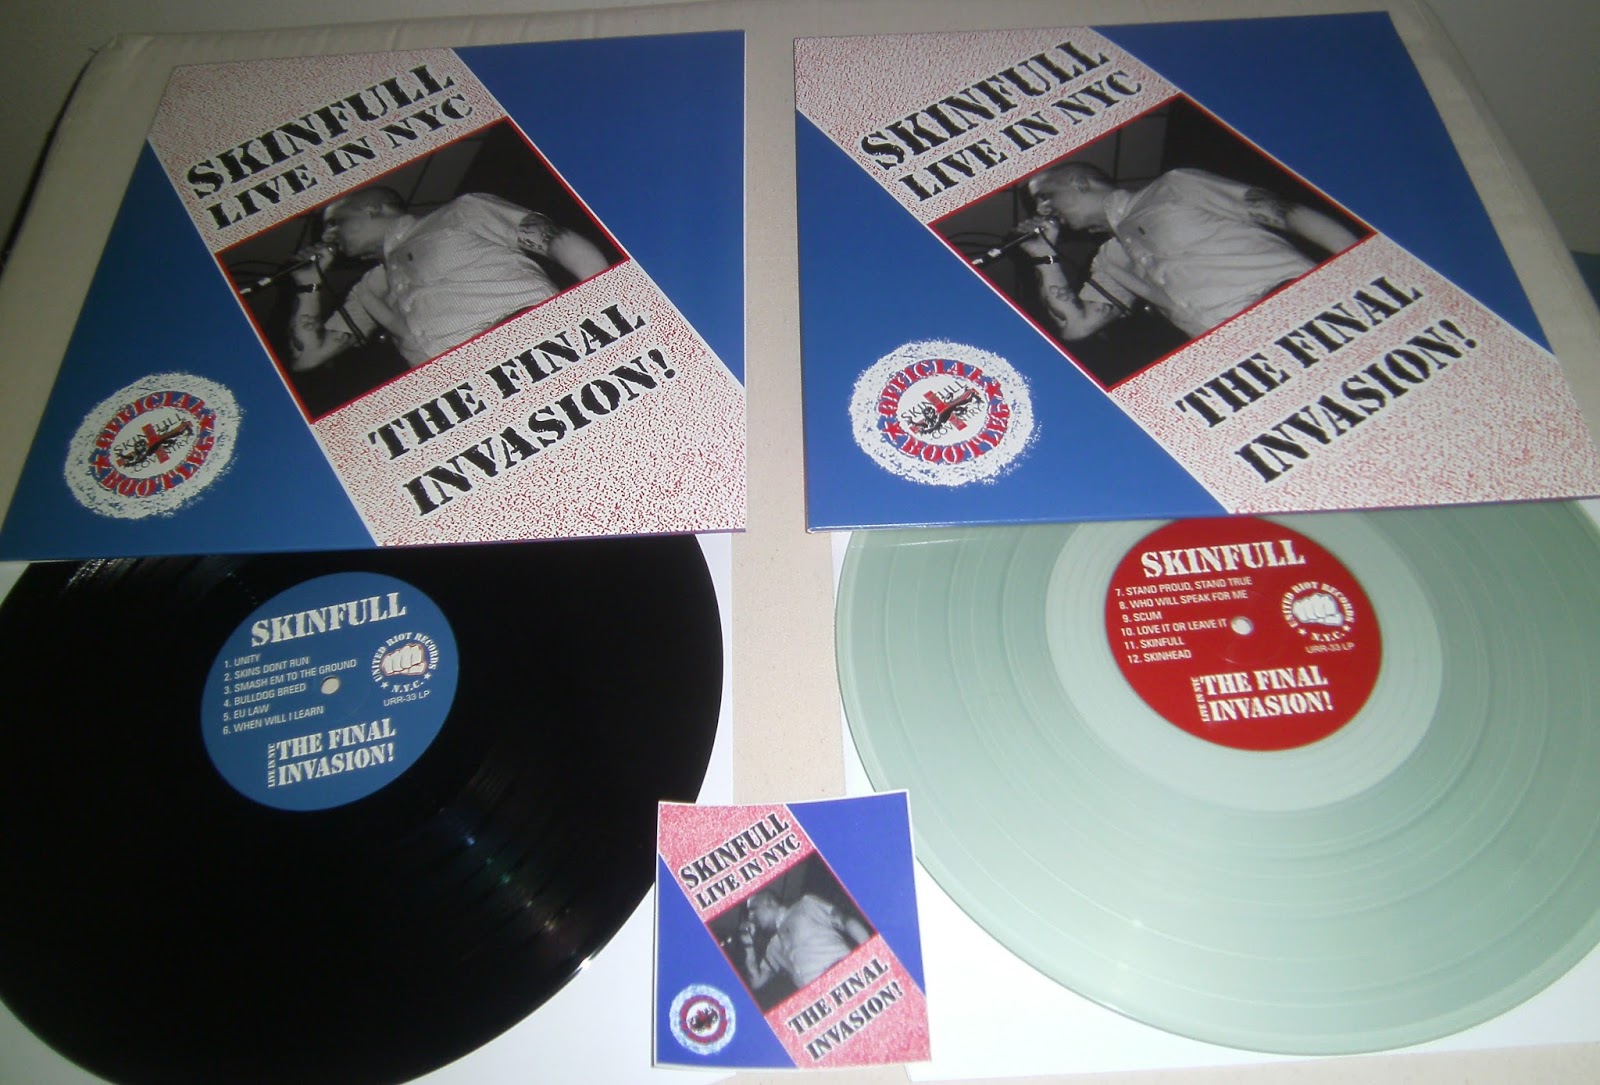 SKINFULL
LIVE IN NYC
THE FINAL
INVASION!
OFFICIAL
BOOTLEG
SKINFULL
COVENTRY
SKINFULL
LIVE IN NYC
THE FINAL
INVASION!
OFFICIAL
BOOTLEG
SKINFULL
COVENTRY
SKINFULL
1. UNITY
2. SKINS DONT RUN
3. SMASH EM TO THE GROUND
4. BULLDOG BREED
5. EU LAW
6. WHEN WILL I LEARN
UNITED RIOT RECORDS
N.Y.C.
URR-33 LP
LIVE IN NYC
THE FINAL
INVASION!
SKINFULL
7. STAND PROUD, STAND TRUE
8. WHO WILL SPEAK FOR ME
9. SCUM
10. LOVE IT OR LEAVE IT
11. SKINFULL
12. SKINHEAD
UNITED RIOT RECORDS
N.Y.C.
URR-33 LP
LIVE IN NYC
THE FINAL
INVASION!
SKINFULL
LIVE IN NYC
THE FINAL
INVASION!